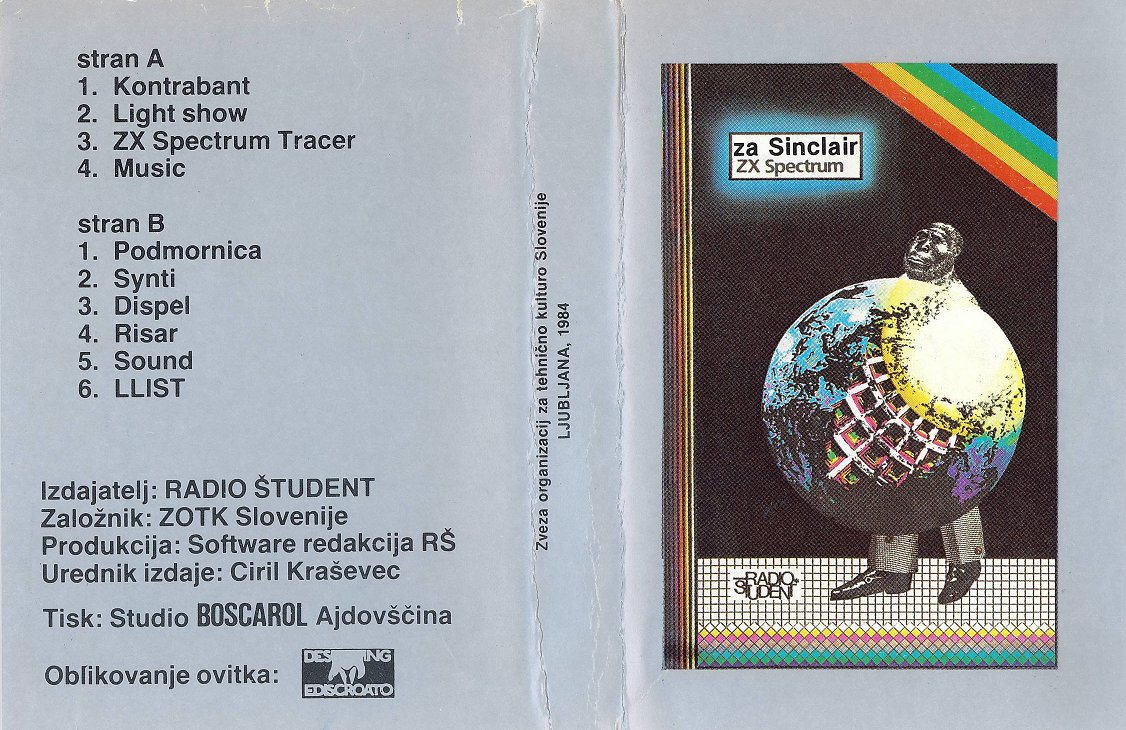 stran A
1. Kontrabant
2. Light show
3. ZX Spectrum Tracer
4. Music
stran B
1. Podmornica
2. Synti
3. Dispel
4. Risar
5. Sound
6. LLIST
Izdajatelj: RADIO ŠTUDENT
Založnik: ZOTK Slovenije
Produkcija: Software redakcija RŠ
Urednik izdaje: Ciril Kraševec
Tisk: Studio BOSCAROL Ajdovščina
Oblikovanje ovitka:
DESING
EDISCROATO
Zveza organizacij za tehnično kulturo Slovenije
LJUBLJANA, 1984
za Sinclair
ZX Spectrum
RADIO
ŠTUDENT